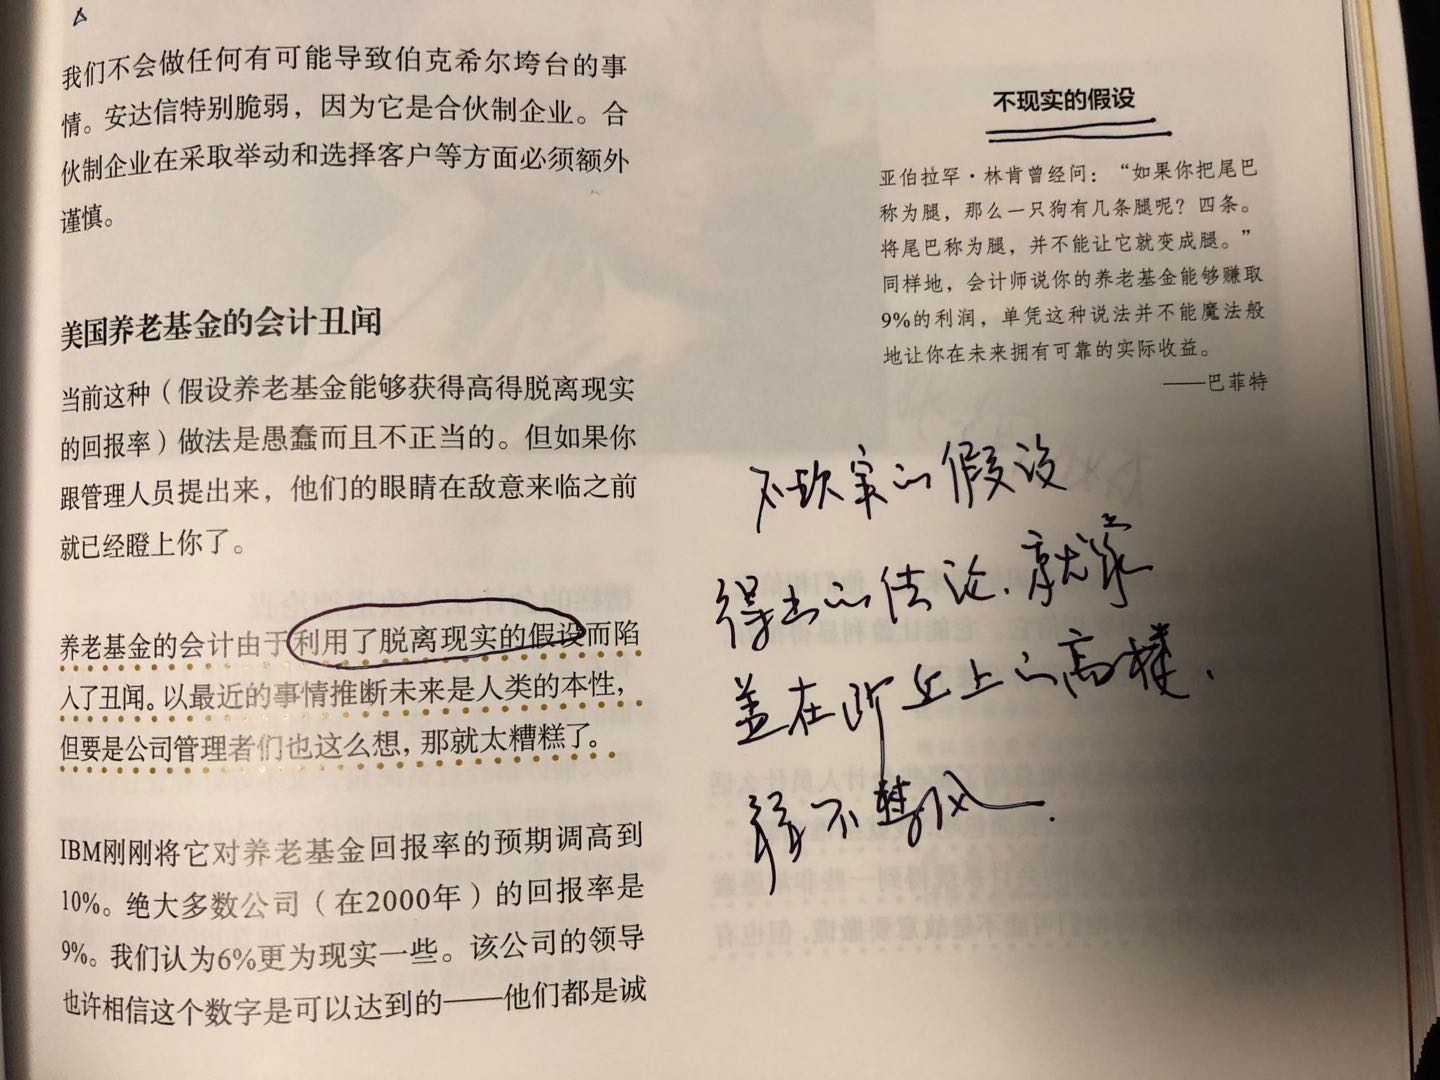 我们不会做任何有可能导致伯克希尔垮台的事
情。安达信特别脆弱，因为它是合伙制企业。合
伙制企业在采取举动和选择客户等方面必须额外
谨慎。
美国养老基金的会计丑闻
当前这种（假设养老基金能够获得高得脱离现实
的回报率）做法是愚蠢而且不正当的。但如果你
跟管理人员提出来，他们的眼睛在敌意来临之前
就已经瞪上你了。
养老基金的会计由于利用了脱离现实的假设而陷
入了丑闻。以最近的事情推断未来是人类的本性，
但要是公司管理者们也这么想，那就太糟糕了。
IBM刚刚将它对养老基金回报率的预期调高到
10%。绝大多数公司（在2000年）的回报率是
9%。我们认为6%更为现实一些。该公司的领导
也许相信这个数字是可以达到的——他们都是诚
不现实的假设
亚伯拉罕·林肯曾经问：“如果你把尾巴
称为腿，那么一只狗有几条腿呢？四条。
将尾巴称为腿，并不能让它就变成腿。”
同样地，会计师说你的养老基金能够赚取
9%的利润，单凭这种说法并不能魔法般
地让你在未来拥有可靠的实际收益。
——巴菲特
不现实的假设
得出的结论，就像
盖在沙丘上的高楼，
弱不禁风。